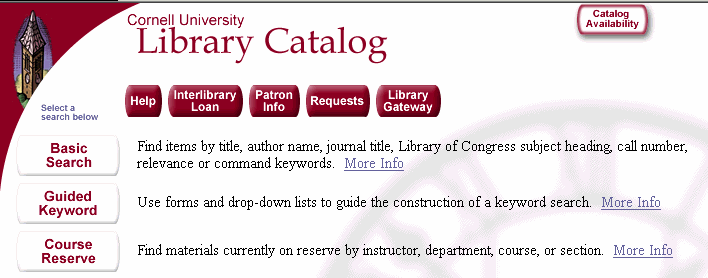 Cornell University
Library Catalog
Catalog
Availability
Help
Interlibrary
Loan
Patron
Info
Requests
Library
Gateway
Select a
search below
Basic
Search
Find items by title, author name, journal title, Library of Congress subject heading, call number,
relevance or command keywords. More Info
Guided
Keyword
Use forms and drop-down lists to guide the construction of a keyword search. More Info
Course
Reserve
Find materials currently on reserve by instructor, department, course, or section. More Info